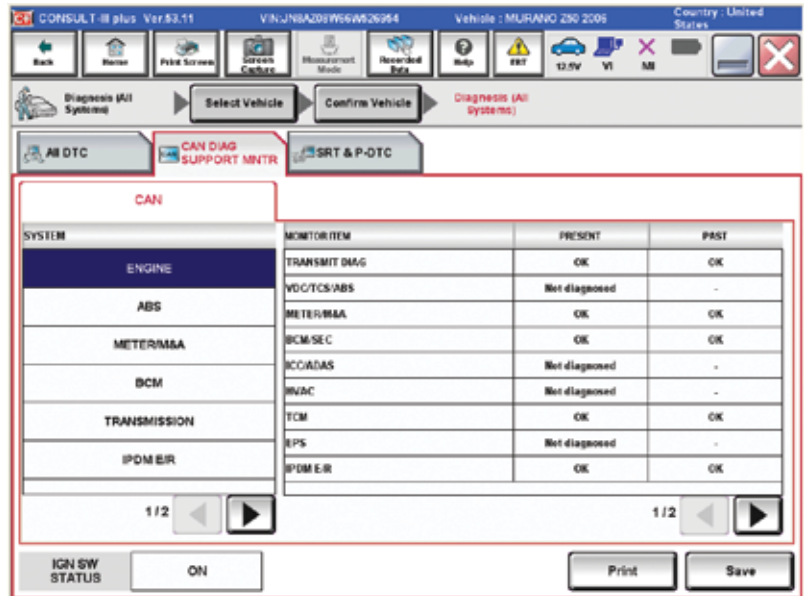 CONSULT-III plus Ver.53.11 VIN:JN8AZ08W66W526954 Vehicle : MURANO Z50 2006 Country : United States
Back Home Print Screen Screen Capture Measurement Mode Recorded Data Help ERT 12.5V VI MI
Diagnosis (All Systems) Select Vehicle Confirm Vehicle Diagnosis (All Systems)
All DTC CAN DIAG SUPPORT MNTR SRT & P-DTC
CAN
SYSTEM MONITOR ITEM PRESENT PAST
ENGINE
ABS
METER/M&A
BCM
TRANSMISSION
IPDM E/R
TRANSMIT DIAG OK OK
VDC/TCS/ABS Not diagnosed -
METER/M&A OK OK
BCM/SEC OK OK
ICC/ADAS Not diagnosed -
HVAC Not diagnosed -
TCM OK OK
EPS Not diagnosed -
IPDM E/R OK OK
1/2 1/2
IGN SW STATUS ON Print Save